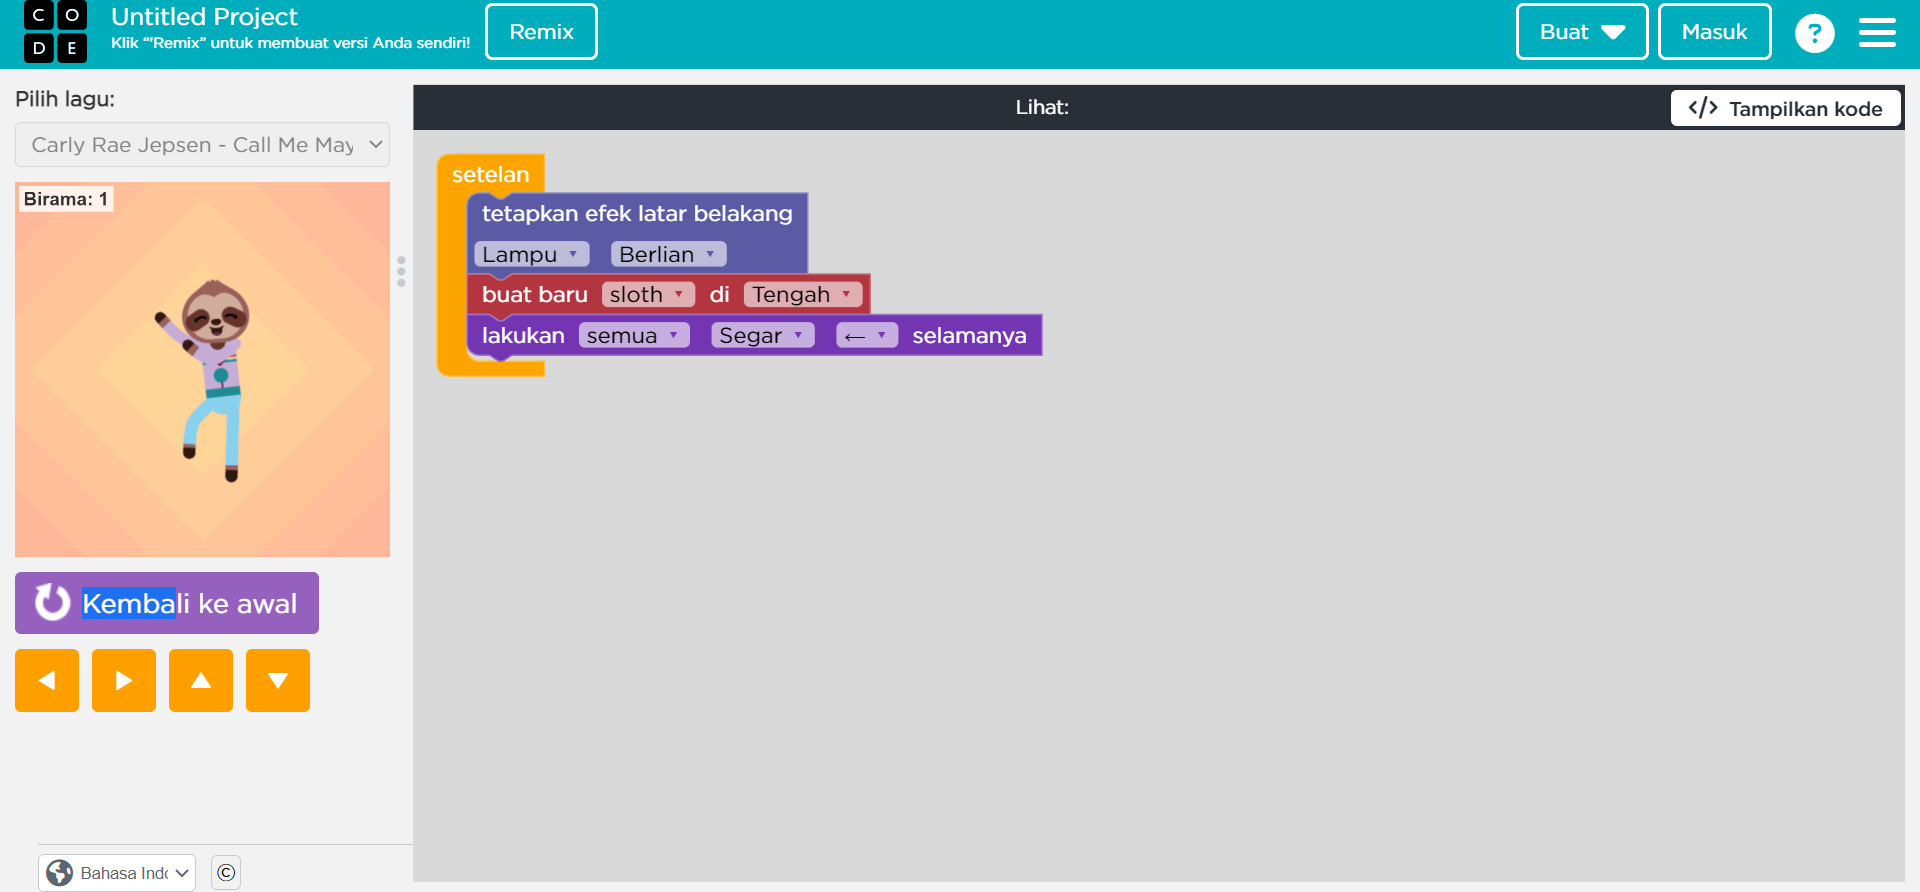 CODE
Untitled Project
Klik “'Remix” untuk membuat versi Anda sendiri!
Remix
Buat
Masuk
?
Pilih lagu:
Carly Rae Jepsen - Call Me May
Lihat:
</> Tampilkan kode
Birama: 1
setelan
tetapkan efek latar belakang
Lampu Berlian
buat baru sloth di Tengah
lakukan semua Segar ← selamanya
Kembali ke awal
Bahasa Indo
©